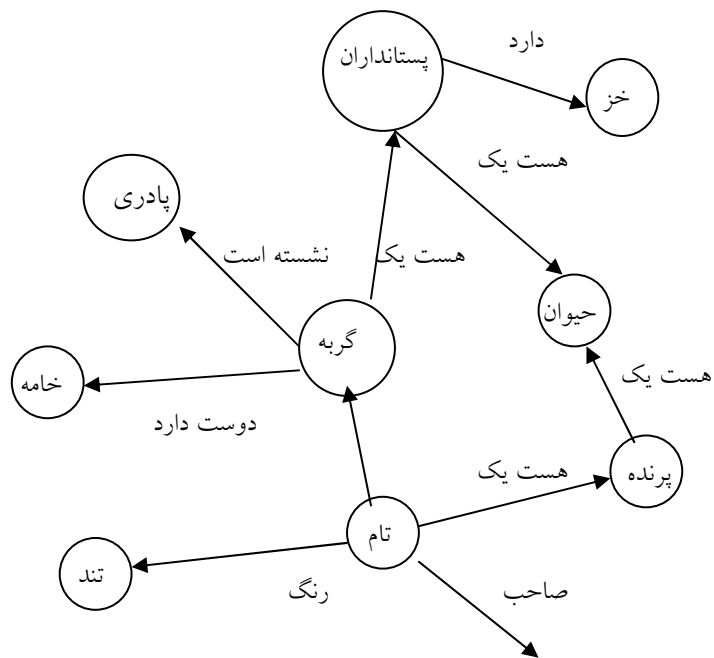 دارد
پستانداران
خز
هست یک
پادری
نشسته است
هست یک
حیوان
گربه
خامه
هست یک
دوست دارد
هست یک
پرنده
تام
تند
رنگ
صاحب